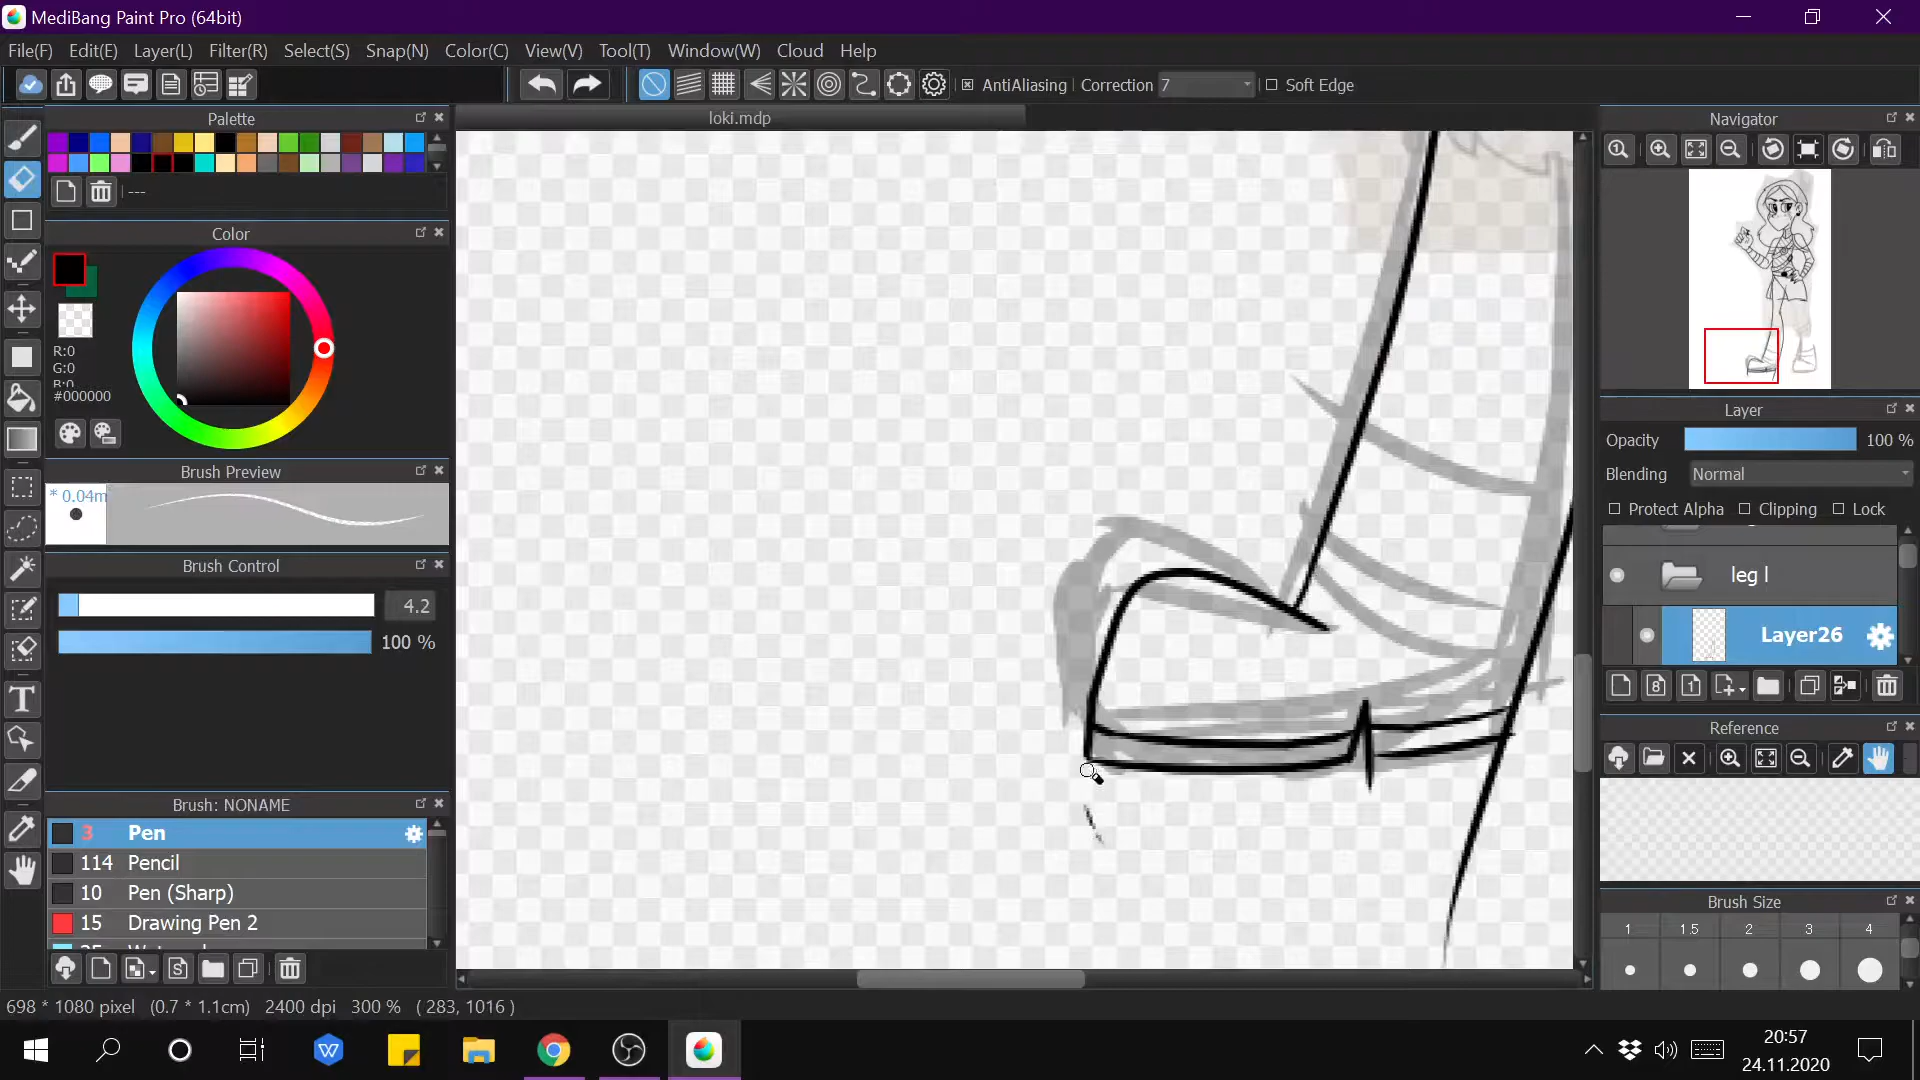 MediBang Paint Pro (64bit)
File(F) Edit(E) Layer(L) Filter(R) Select(S) Snap(N) Color(C) View(V) Tool(T) Window(W) Cloud Help
AntiAliasing Correction 7 Soft Edge
Palette
loki.mdp
Navigator
---
Color
R:0
G:0
B:0
#000000
Layer
Opacity 100 %
Blending Normal
Brush Preview
* 0.04m
Protect Alpha Clipping Lock
Brush Control
leg l
4.2
Layer26
100 %
Reference
Brush: NONAME
3 Pen
114 Pencil
10 Pen (Sharp)
15 Drawing Pen 2
Brush Size
1 1.5 2 3 4
698 * 1080 pixel (0.7 * 1.1cm) 2400 dpi 300 % ( 283, 1016 )
20:57
24.11.2020